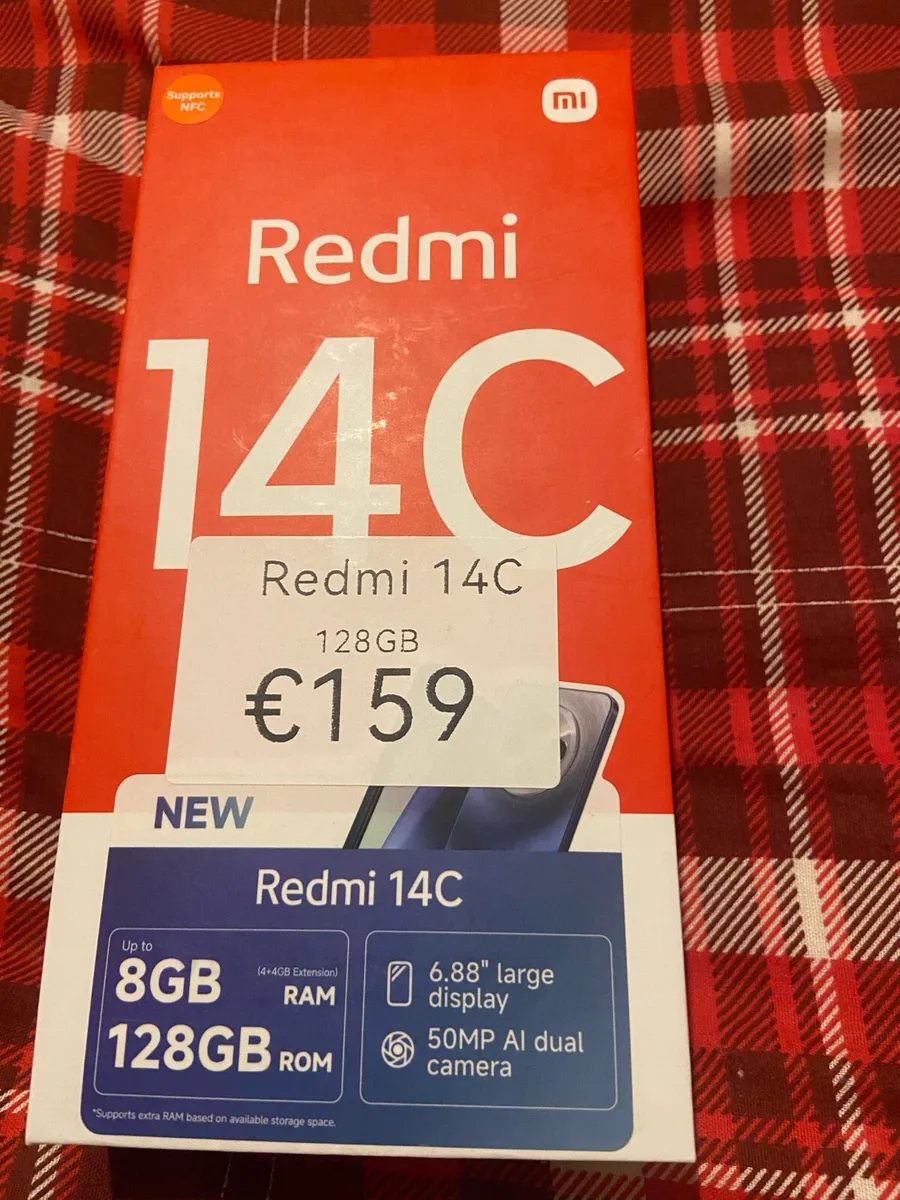 Supports
NFC
mi
Redmi
14C
Redmi 14C
128GB
€159
NEW
Redmi 14C
Up to
8GB (4+4GB Extension) RAM
128GB ROM
6.88" large
display
50MP AI dual
camera
*Supports extra RAM based on available storage space.